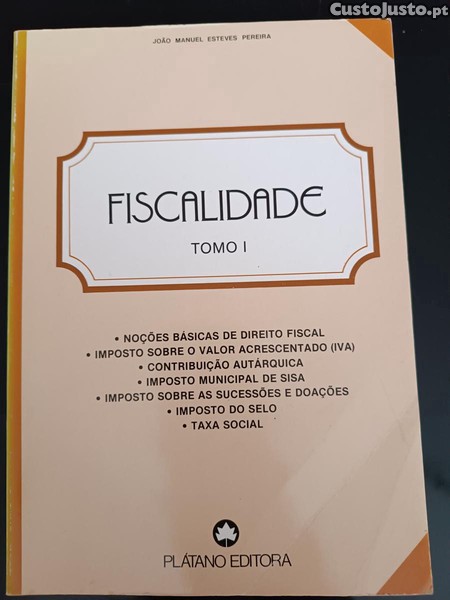 CustoJusto.pt
JOÃO MANUEL ESTEVES PEREIRA
FISCALIDADE
TOMO I
• NOÇÕES BÁSICAS DE DIREITO FISCAL
• IMPOSTO SOBRE O VALOR ACRESCENTADO (IVA)
• CONTRIBUIÇÃO AUTÁRQUICA
• IMPOSTO MUNICIPAL DE SISA
• IMPOSTO SOBRE AS SUCESSÕES E DOAÇÕES
• IMPOSTO DO SELO
• TAXA SOCIAL
PLÁTANO EDITORA